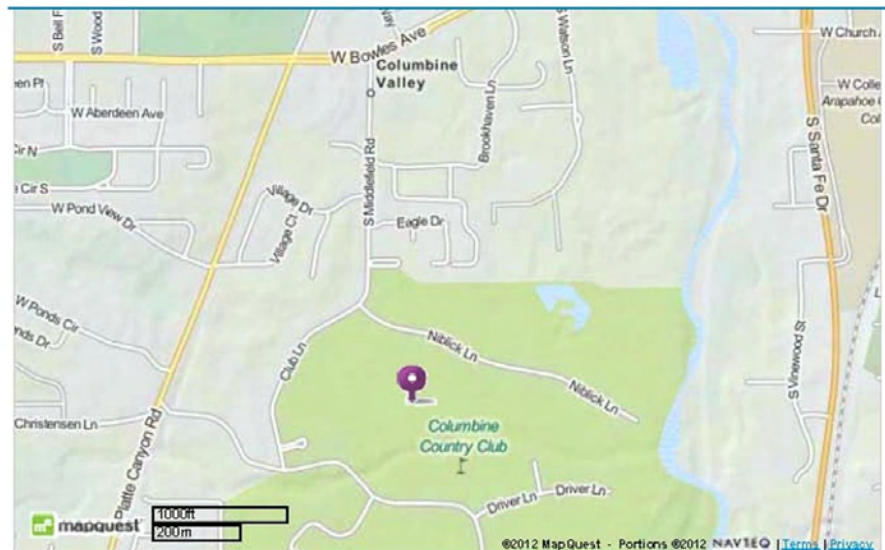 S Bell F
S Wood
W Bowles Ave
Way
S Watson Ln
W Church A
Columbine
Valley
een Pl
W Aberdeen Ave
Brookhaven Ln
W Colle
Arapahoe C
Col
Cir N
S Middlefield Rd
S Santa Fe Dr
e Cir S
Village Dr
W Pond View Dr
Village Ct
Eagle Dr
W Ponds Cir
nds Dr
Club Ln
Niblick Ln
Niblick Ln
S Vinewood St
L
Christensen Ln
Columbine
Country Club
Platte Canyon Rd
Driver Ln
Driver Ln
mapquest
1000ft
200m
©2012 MapQuest - Portions ©2012 NAVTEQ | Terms | Privacy